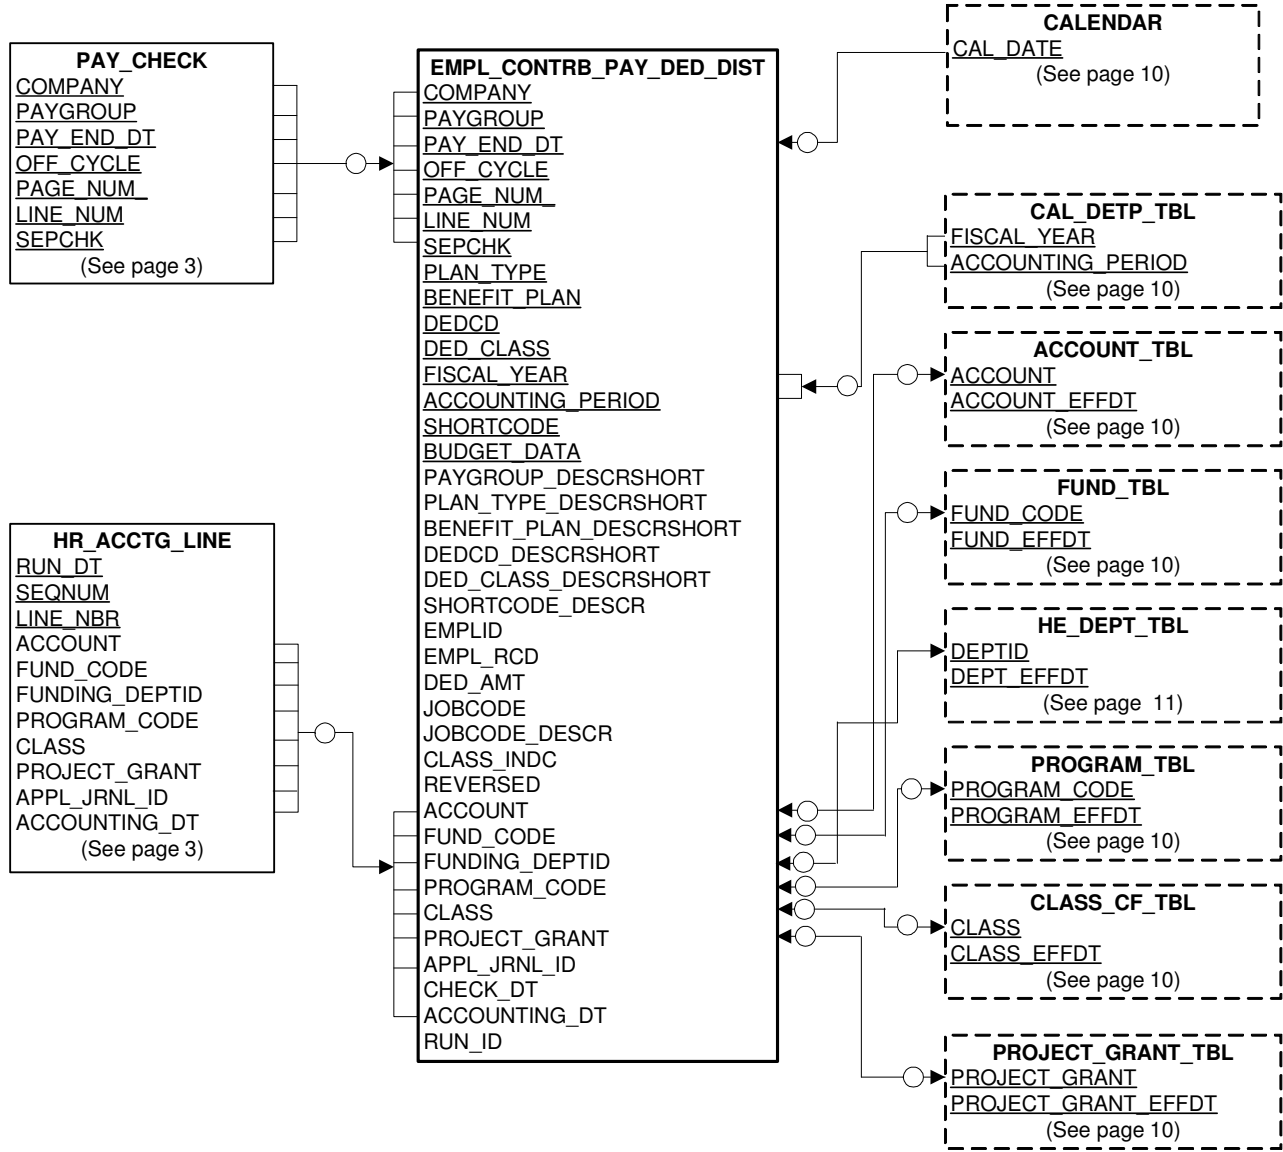 PAY_CHECK
COMPANY
PAYGROUP
PAY_END_DT
OFF_CYCLE
PAGE_NUM_
LINE_NUM
SEPCHK
(See page 3)
HR_ACCTG_LINE
RUN_DT
SEQNUM
LINE_NBR
ACCOUNT
FUND_CODE
FUNDING_DEPTID
PROGRAM_CODE
CLASS
PROJECT_GRANT
APPL_JRNL_ID
ACCOUNTING_DT
(See page 3)
EMPL_CONTRB_PAY_DED_DIST
COMPANY
PAYGROUP
PAY_END_DT
OFF_CYCLE
PAGE_NUM_
LINE_NUM
SEPCHK
PLAN_TYPE
BENEFIT_PLAN
DEDCD
DED_CLASS
FISCAL_YEAR
ACCOUNTING_PERIOD
SHORTCODE
BUDGET_DATA
PAYGROUP_DESCRSHORT
PLAN_TYPE_DESCRSHORT
BENEFIT_PLAN_DESCRSHORT
DEDCD_DESCRSHORT
DED_CLASS_DESCRSHORT
SHORTCODE_DESCR
EMPLID
EMPL_RCD
DED_AMT
JOBCODE
JOBCODE_DESCR
CLASS_INDC
REVERSED
ACCOUNT
FUND_CODE
FUNDING_DEPTID
PROGRAM_CODE
CLASS
PROJECT_GRANT
APPL_JRNL_ID
CHECK_DT
ACCOUNTING_DT
RUN_ID
CALENDAR
CAL_DATE
(See page 10)
CAL_DETP_TBL
FISCAL_YEAR
ACCOUNTING_PERIOD
(See page 10)
ACCOUNT_TBL
ACCOUNT
ACCOUNT_EFFDT
(See page 10)
FUND_TBL
FUND_CODE
FUND_EFFDT
(See page 10)
HE_DEPT_TBL
DEPTID
DEPT_EFFDT
(See page 11)
PROGRAM_TBL
PROGRAM_CODE
PROGRAM_EFFDT
(See page 10)
CLASS_CF_TBL
CLASS
CLASS_EFFDT
(See page 10)
PROJECT_GRANT_TBL
PROJECT_GRANT
PROJECT_GRANT_EFFDT
(See page 10)